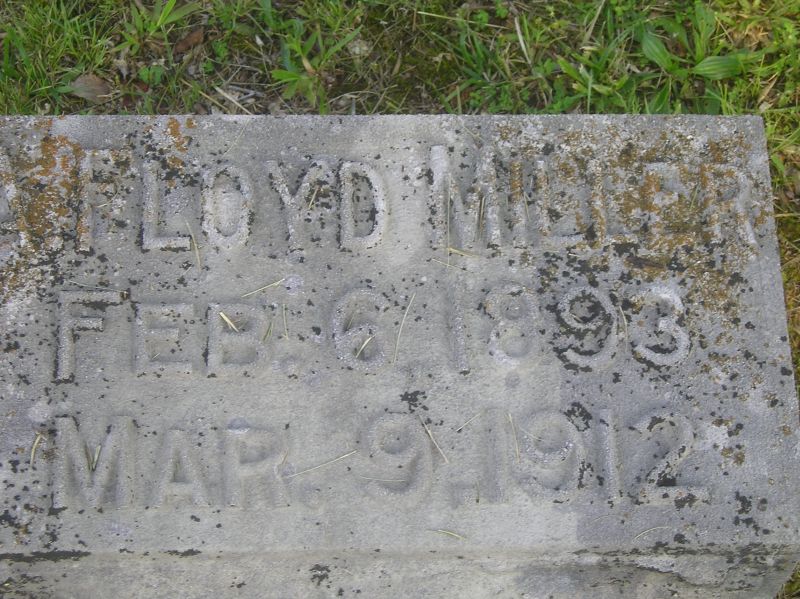 A. FLOYD MILLER
FEB. 6, 1893
MAR. 9, 1912